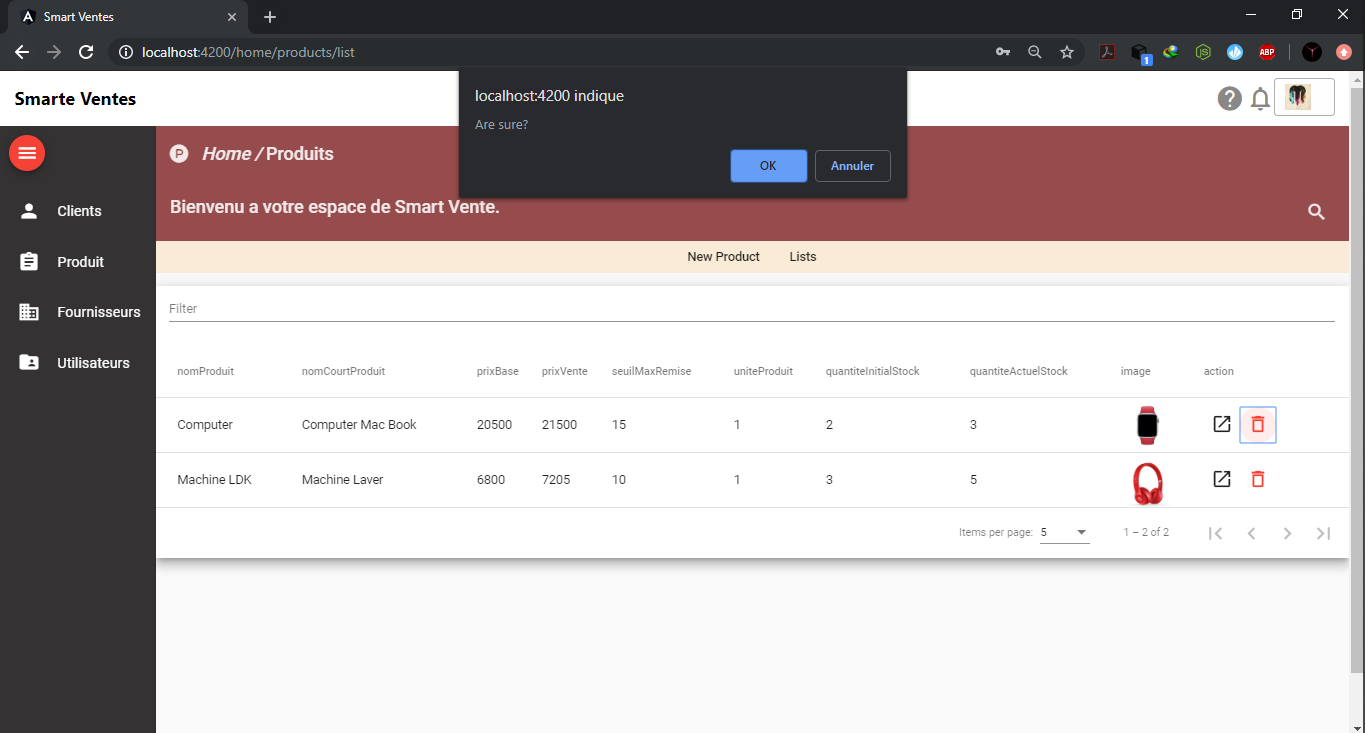 Smart Ventes
localhost:4200/home/products/list
1
JS
ABP
Y
Smarte Ventes
localhost:4200 indique
Are sure?
OK
Annuler
P
Home / Produits
Bienvenu a votre espace de Smart Vente.
Clients
Produit
Fournisseurs
Utilisateurs
New Product Lists
Filter
nomProduit nomCourtProduit prixBase prixVente seuilMaxRemise uniteProduit quantiteInitialStock quantiteActuelStock image action
Computer Computer Mac Book 20500 21500 15 1 2 3
Machine LDK Machine Laver 6800 7205 10 1 3 5
Items per page: 5 1 – 2 of 2